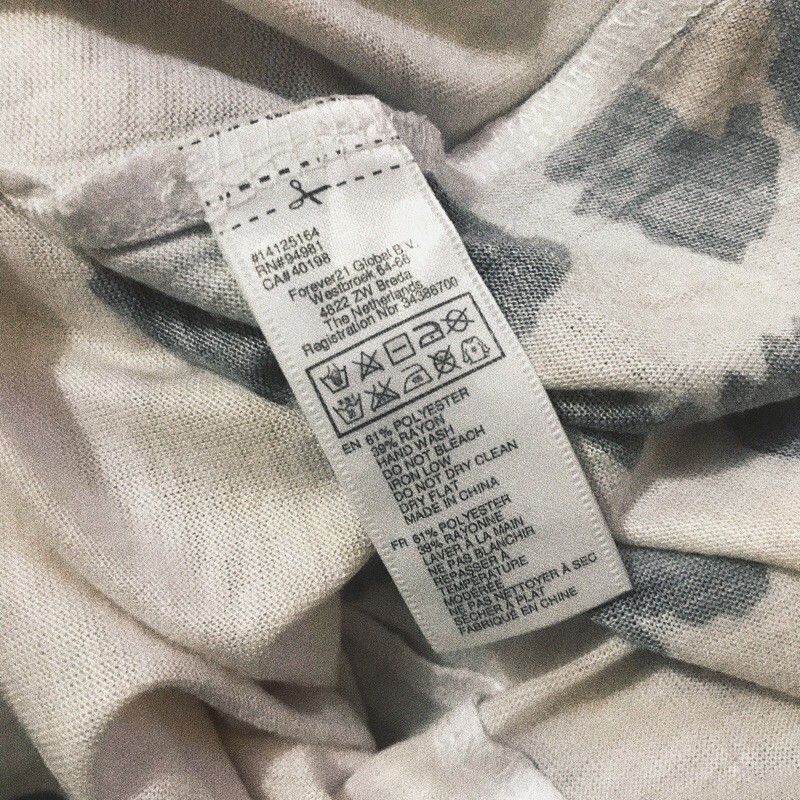 #14125164
RN#94981
CA#40198
Forever21 Global B.V.
Westbroek 64-66
4822 ZW Breda
The Netherlands
Registration Nbr 34386700
EN 61% POLYESTER
39% RAYON
HAND WASH
DO NOT BLEACH
IRON LOW
DO NOT DRY CLEAN
DRY FLAT
MADE IN CHINA
FR 61% POLYESTER
39% RAYONNE
LAVER À LA MAIN
NE PAS BLANCHIR
REPASSER À
TEMPÉRATURE
MODÉRÉE
NE PAS NETTOYER À SEC
SÉCHER À PLAT
FABRIQUÉ EN CHINE